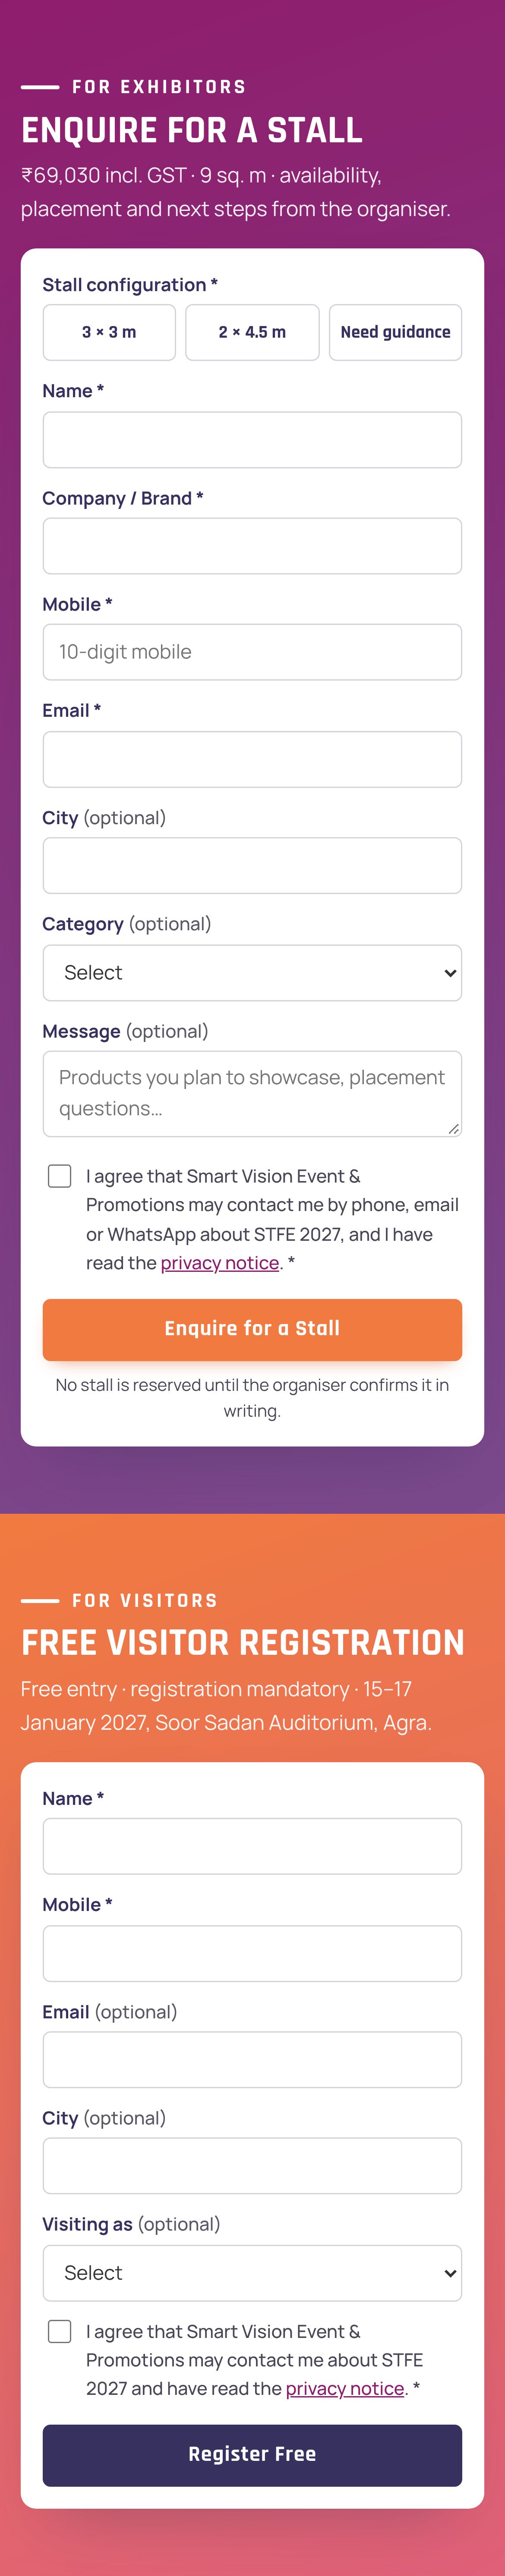 FOR EXHIBITORS
ENQUIRE FOR A STALL
₹69,030 incl. GST · 9 sq. m · availability,
placement and next steps from the organiser.
Stall configuration *
3 × 3 m
2 × 4.5 m
Need guidance
Name *
Company / Brand *
Mobile *
10-digit mobile
Email *
City (optional)
Category (optional)
Select
Message (optional)
Products you plan to showcase, placement
questions…
I agree that Smart Vision Event &
Promotions may contact me by phone, email
or WhatsApp about STFE 2027, and I have
read the privacy notice. *
Enquire for a Stall
No stall is reserved until the organiser confirms it in
writing.
FOR VISITORS
FREE VISITOR REGISTRATION
Free entry · registration mandatory · 15–17
January 2027, Soor Sadan Auditorium, Agra.
Name *
Mobile *
Email (optional)
City (optional)
Visiting as (optional)
Select
I agree that Smart Vision Event &
Promotions may contact me about STFE
2027 and have read the privacy notice. *
Register Free